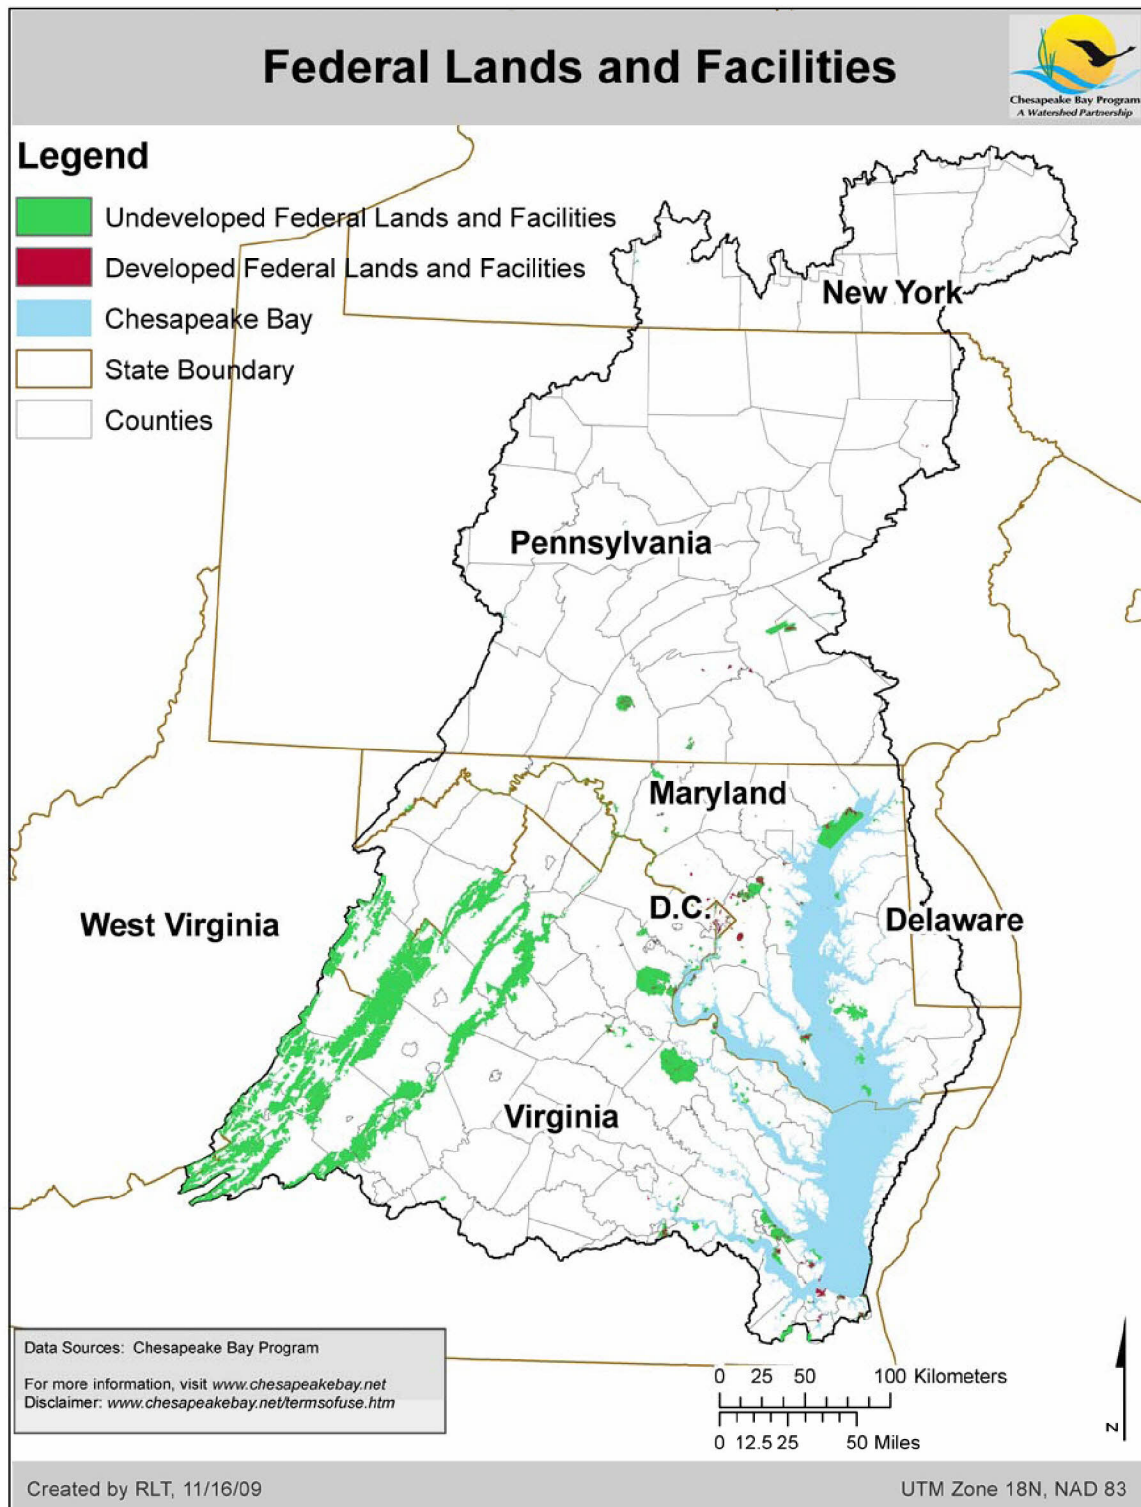 Federal Lands and Facilities
Chesapeake Bay Program
A Watershed Partnership
Legend
Undeveloped Federal Lands and Facilities
Developed Federal Lands and Facilities
Chesapeake Bay
State Boundary
Counties
New York
Pennsylvania
Maryland
D.C.
West Virginia
Delaware
Virginia
Data Sources: Chesapeake Bay Program
For more information, visit www.chesapeakebay.net
Disclaimer: www.chesapeakebay.net/termsofuse.htm
0 25 50 100 Kilometers
0 12.5 25 50 Miles
N
Created by RLT, 11/16/09
UTM Zone 18N, NAD 83